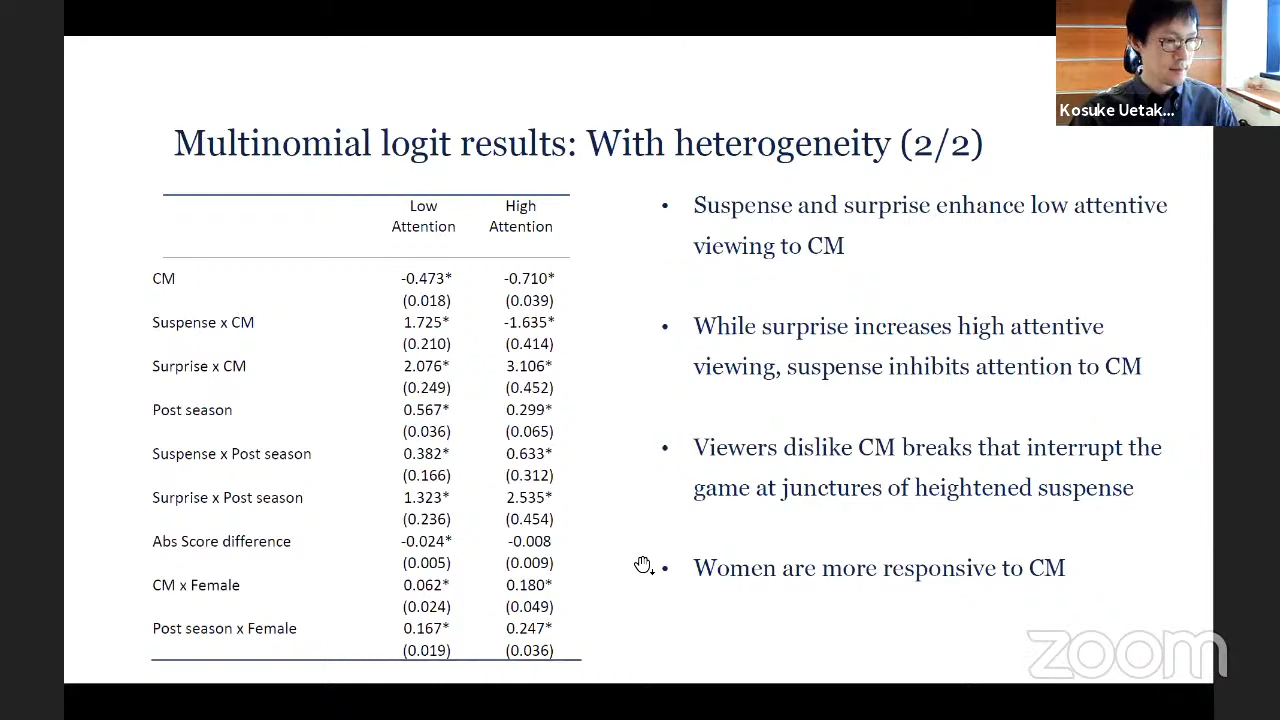 Kosuke Uetak...
Multinomial logit results: With heterogeneity (2/2)
Low Attention High Attention
CM -0.473* -0.710*
(0.018) (0.039)
Suspense x CM 1.725* -1.635*
(0.210) (0.414)
Surprise x CM 2.076* 3.106*
(0.249) (0.452)
Post season 0.567* 0.299*
(0.036) (0.065)
Suspense x Post season 0.382* 0.633*
(0.166) (0.312)
Surprise x Post season 1.323* 2.535*
(0.236) (0.454)
Abs Score difference -0.024* -0.008
(0.005) (0.009)
CM x Female 0.062* 0.180*
(0.024) (0.049)
Post season x Female 0.167* 0.247*
(0.019) (0.036)
• Suspense and surprise enhance low attentive
viewing to CM
• While surprise increases high attentive
viewing, suspense inhibits attention to CM
• Viewers dislike CM breaks that interrupt the
game at junctures of heightened suspense
• Women are more responsive to CM
zoom